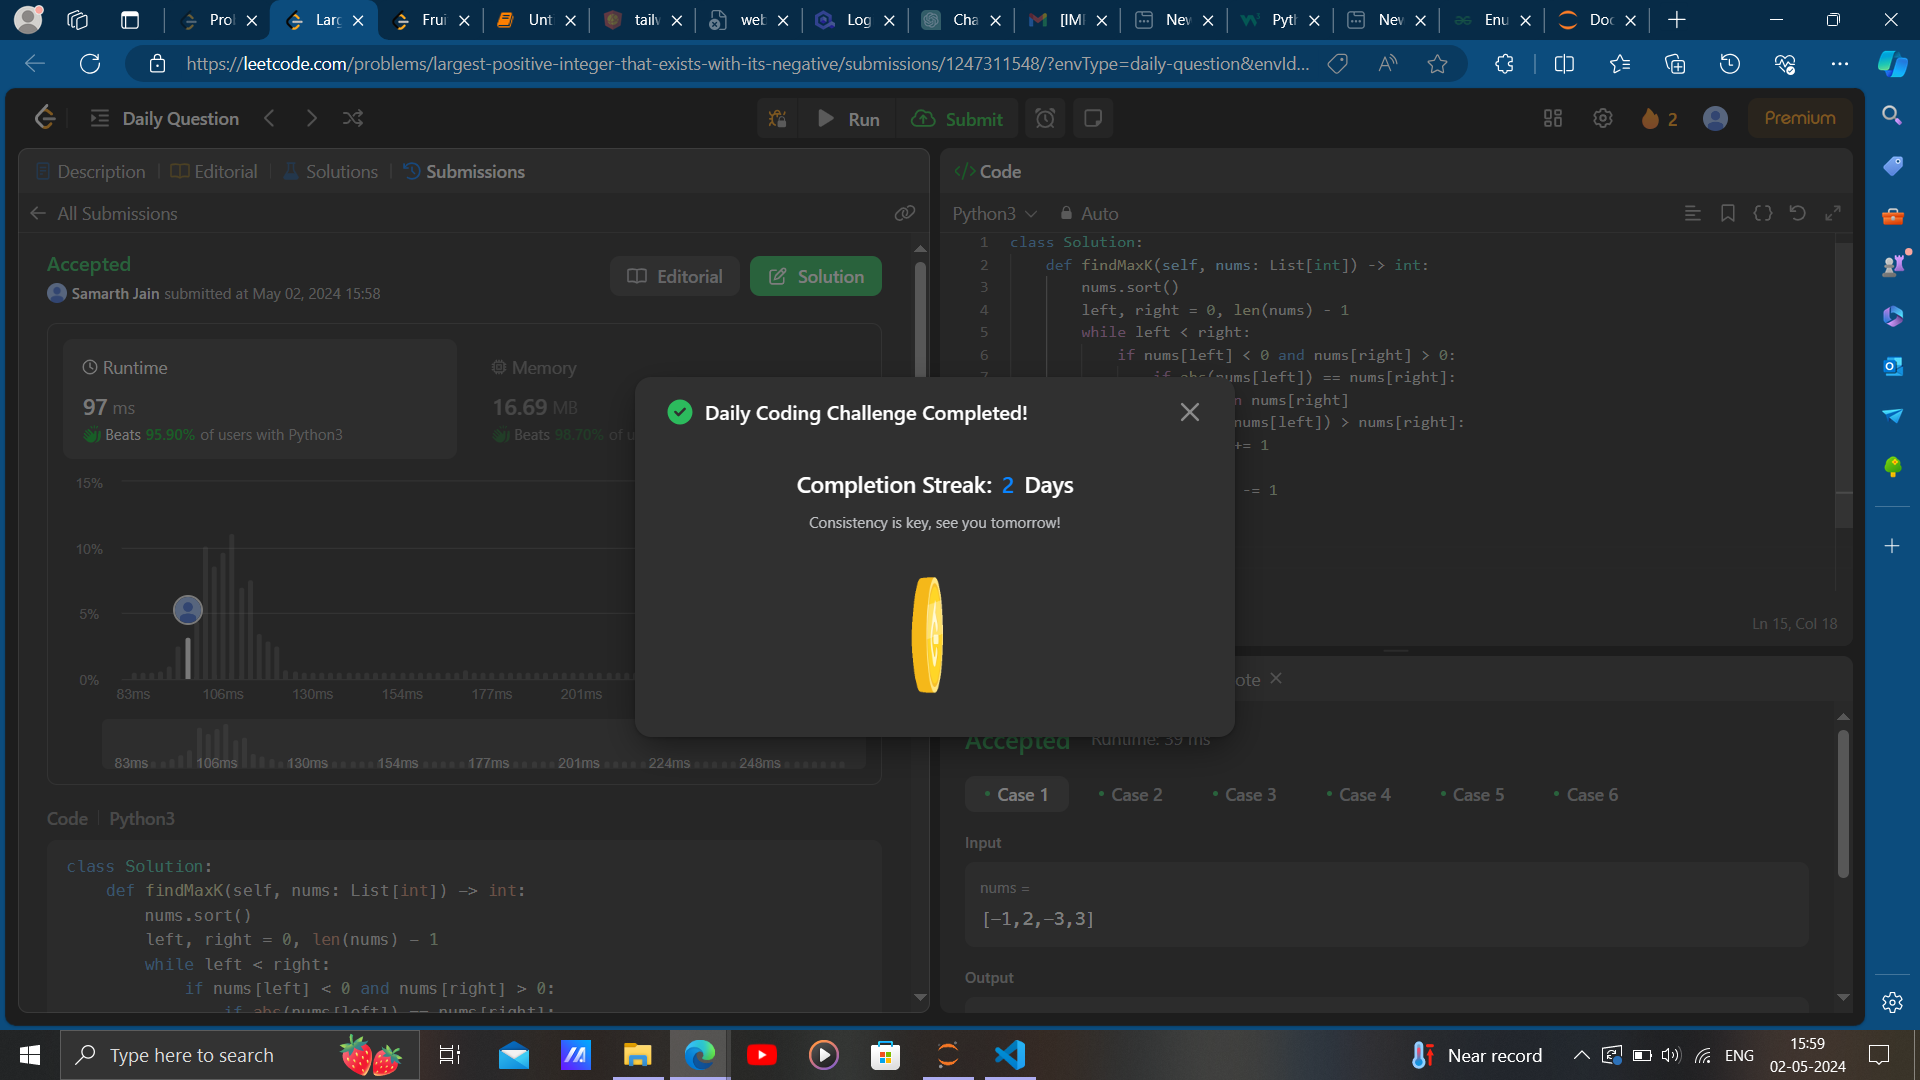 Pro
Larg
Frui
Unti
tailv
web
Log
Cha
[IMI
New
Pyth
New
Enu
Doc
https://leetcode.com/problems/largest-positive-integer-that-exists-with-its-negative/submissions/1247311548/?envType=daily-question&envId...
Daily Question
Run
Submit
2
Premium
Description
Editorial
Solutions
Submissions
All Submissions
Accepted
Samarth Jain submitted at May 02, 2024 15:58
Editorial
Solution
Runtime
97 ms
Beats 95.90% of users with Python3
Memory
16.69 MB
Beats 98.70% of u
15%
10%
5%
0%
83ms 106ms 130ms 154ms 177ms 201ms
83ms 106ms 130ms 154ms 177ms 201ms 224ms 248ms
Code | Python3
class Solution:
def findMaxK(self, nums: List[int]) -> int:
nums.sort()
left, right = 0, len(nums) - 1
while left < right:
if nums[left] < 0 and nums[right] > 0:
if abs(nums[left]) == nums[right]:
Daily Coding Challenge Completed!
Completion Streak: 2 Days
Consistency is key, see you tomorrow!
</> Code
Python3
Auto
1 class Solution:
2 def findMaxK(self, nums: List[int]) -> int:
3 nums.sort()
4 left, right = 0, len(nums) - 1
5 while left < right:
6 if nums[left] < 0 and nums[right] > 0:
7 if abs(nums[left]) == nums[right]:
n nums[right]
nums[left]) > nums[right]:
+= 1
-= 1
Ln 15, Col 18
ote
Accepted
Runtime: 39 ms
Case 1
Case 2
Case 3
Case 4
Case 5
Case 6
Input
nums =
[-1,2,-3,3]
Output
Type here to search
Near record
ENG
15:59
02-05-2024